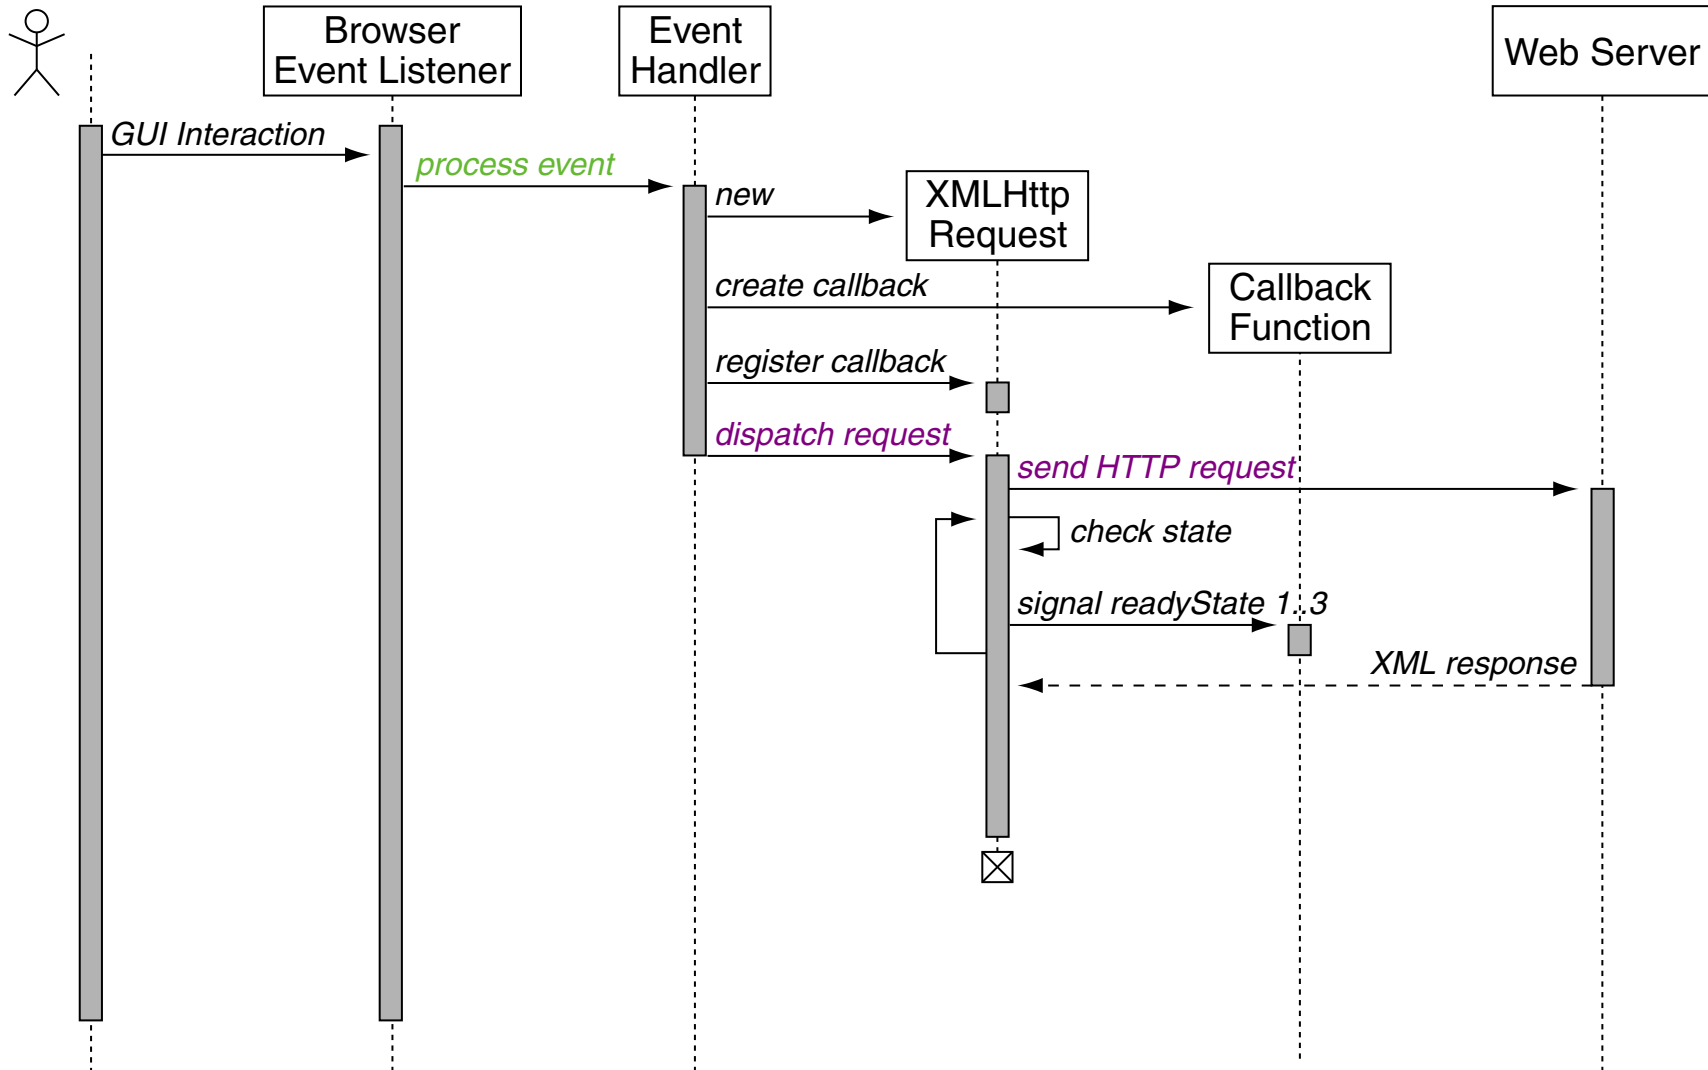 Browser
Event Listener
Event
Handler
Web Server
GUI Interaction
process event
new
XMLHttp
Request
create callback
Callback
Function
register callback
dispatch request
send HTTP request
check state
signal readyState 1..3
XML response